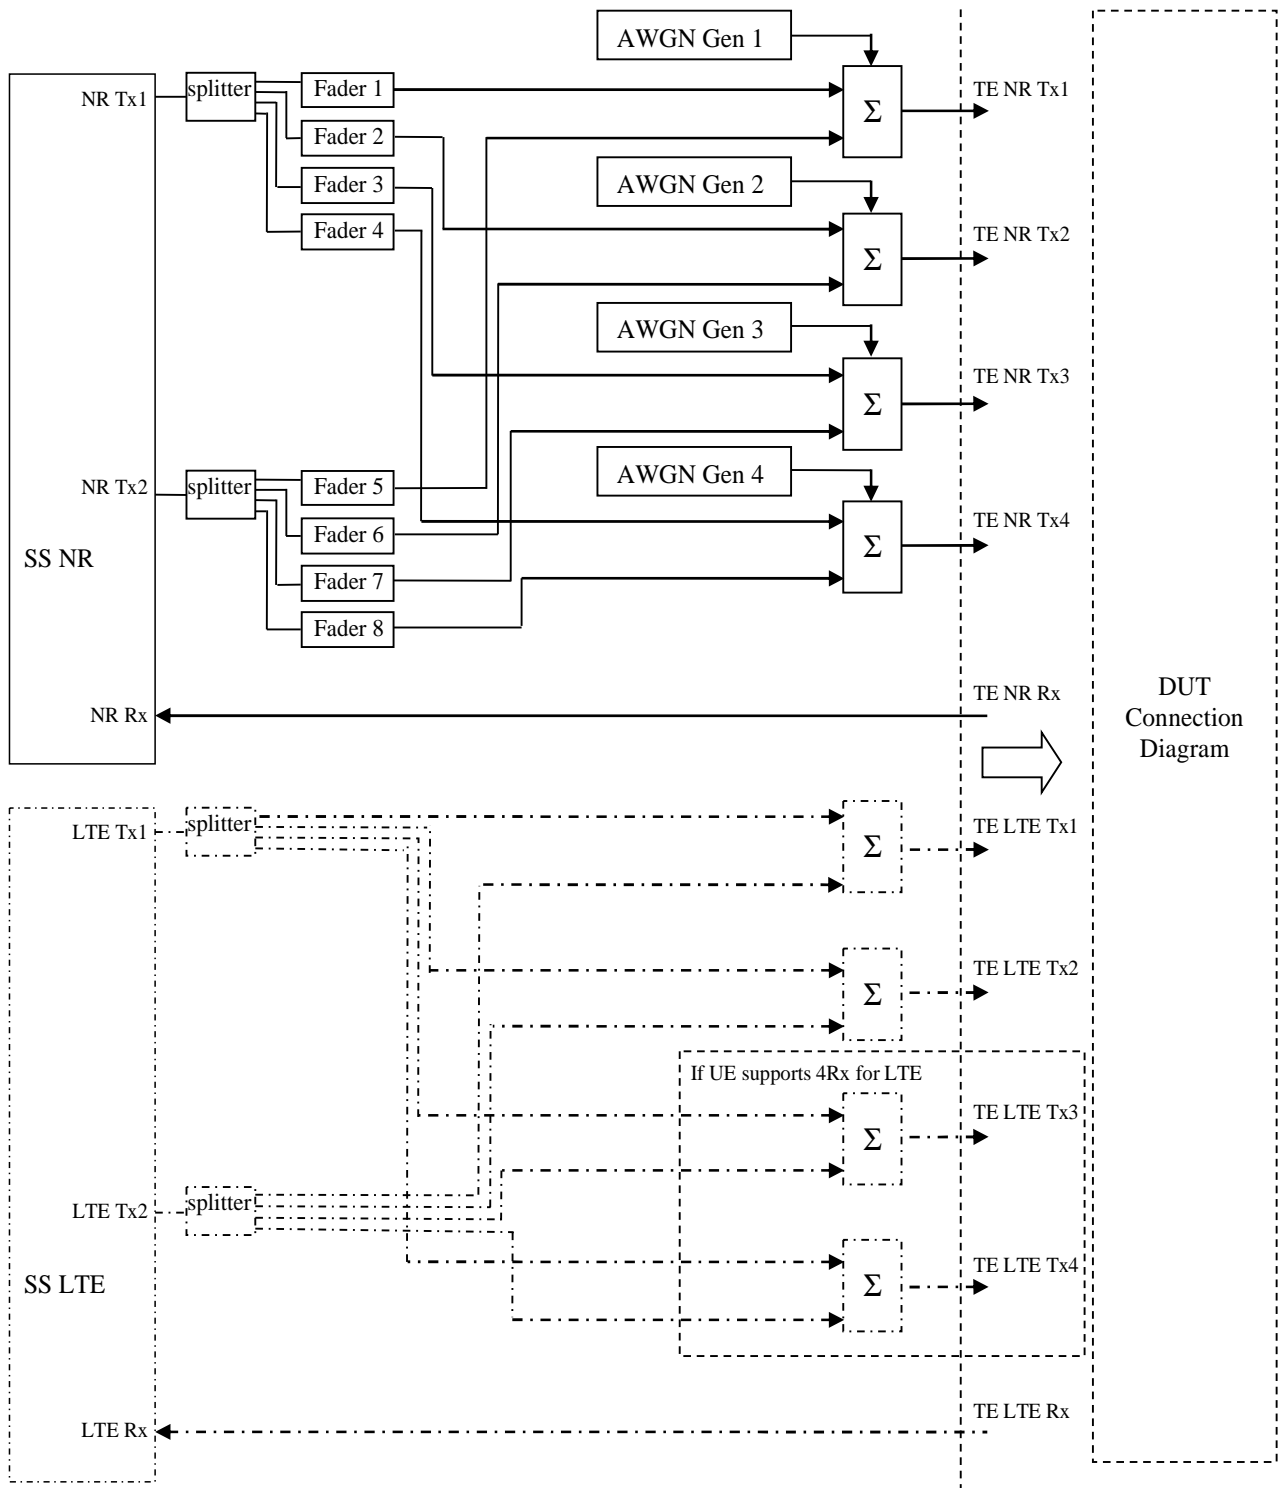 AWGN Gen 1
NR Tx1
splitter
Fader 1
Σ
TE NR Tx1
Fader 2
Fader 3
AWGN Gen 2
Fader 4
Σ
TE NR Tx2
AWGN Gen 3
Σ
TE NR Tx3
AWGN Gen 4
NR Tx2
splitter
Fader 5
Σ
TE NR Tx4
Fader 6
SS NR
Fader 7
Fader 8
NR Rx
TE NR Rx
DUT
Connection
Diagram
LTE Tx1
splitter
Σ
TE LTE Tx1
Σ
TE LTE Tx2
If UE supports 4Rx for LTE
Σ
TE LTE Tx3
LTE Tx2
splitter
SS LTE
Σ
TE LTE Tx4
LTE Rx
TE LTE Rx